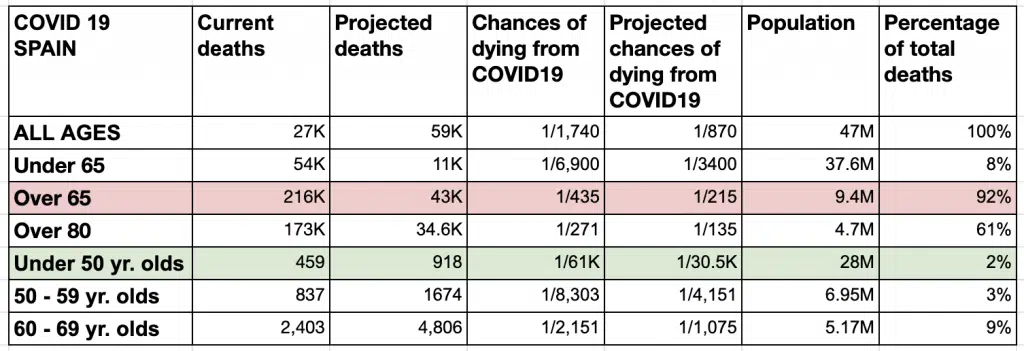 COVID 19 SPAIN Current deaths Projected deaths Chances of dying from COVID19 Projected chances of dying from COVID19 Population Percentage of total deaths
ALL AGES 27K 59K 1/1,740 1/870 47M 100%
Under 65 54K 11K 1/6,900 1/3400 37.6M 8%
Over 65 216K 43K 1/435 1/215 9.4M 92%
Over 80 173K 34.6K 1/271 1/135 4.7M 61%
Under 50 yr. olds 459 918 1/61K 1/30.5K 28M 2%
50 - 59 yr. olds 837 1674 1/8,303 1/4,151 6.95M 3%
60 - 69 yr. olds 2,403 4,806 1/2,151 1/1,075 5.17M 9%